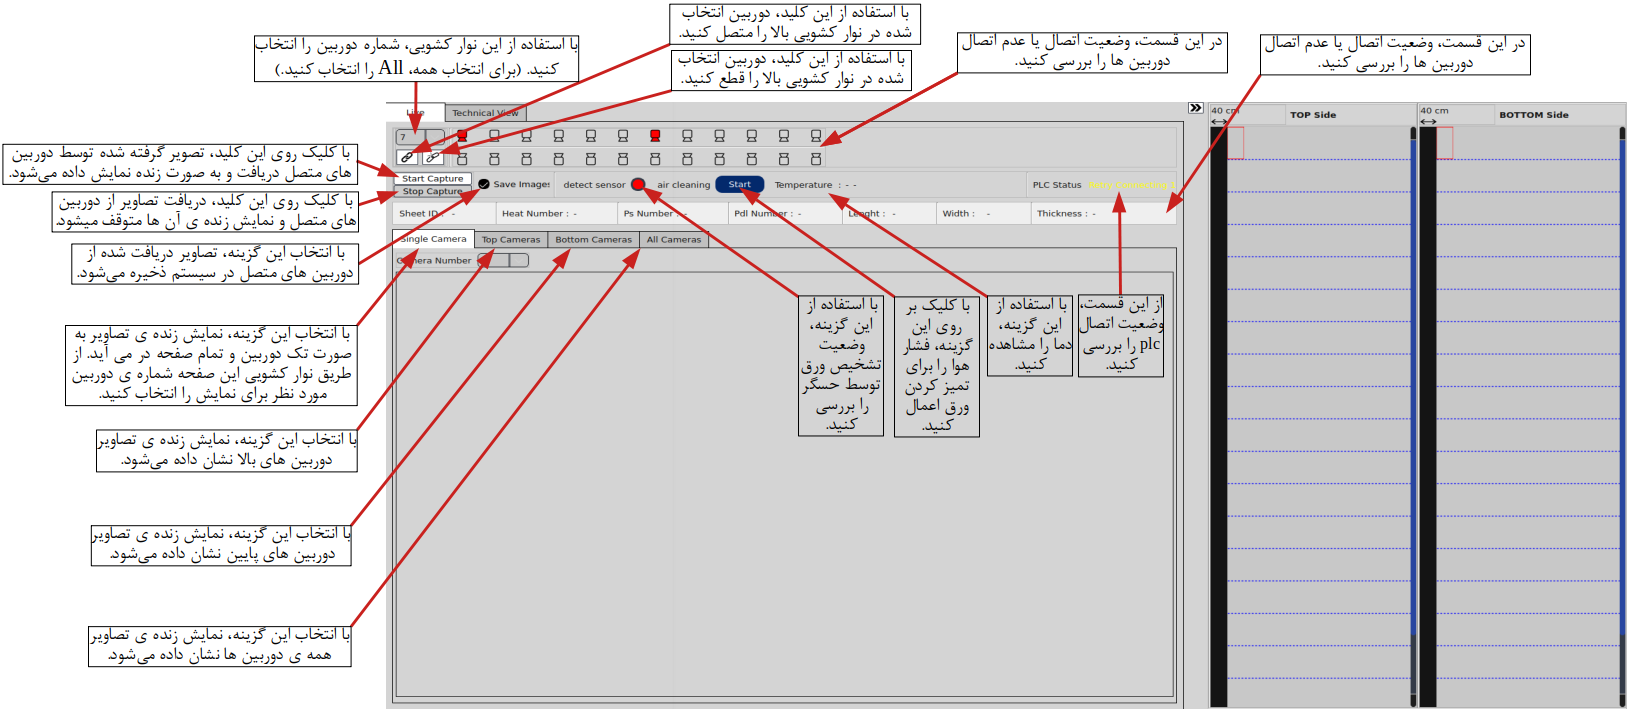 با استفاده از این کلید، دوربین انتخاب
شده در نوار کشویی بالا را متصل کنید.
با استفاده از این نوار کشویی، شماره دوربین را انتخاب
کنید. (برای انتخاب همه، All را انتخاب کنید.)
با استفاده از این کلید، دوربین انتخاب
شده در نوار کشویی بالا را قطع کنید.
در این قسمت، وضعیت اتصال یا عدم اتصال
دوربین ها را بررسی کنید.
در این قسمت، وضعیت اتصال یا عدم اتصال
دوربین ها را بررسی کنید.
Live
Technical View
40 cm
TOP Side
40 cm
BOTTOM Side
7
با کلیک روی این کلید، تصویر گرفته شده توسط دوربین
های متصل دریافت و به صورت زنده نمایش داده می‌شود.
Start Capture
Stop Capture
Save Images
detect sensor
air cleaning
Start
Temperature : - -
PLC Status
با کلیک روی این کلید، دریافت تصاویر از دوربین
های متصل و نمایش زنده ی آن ها متوقف میشود.
Sheet ID : -
Heat Number : -
Ps Number : -
Pdl Number : -
Lenght : -
Width : -
Thickness : -
Single Camera
Top Cameras
Bottom Cameras
All Cameras
Camera Number
با انتخاب این گزینه، تصاویر دریافت شده از
دوربین های متصل در سیستم ذخیره می‌شود.
با انتخاب این گزینه، نمایش زنده ی تصاویر به
صورت تک دوربین و تمام صفحه در می آید. از
طریق نوار کشویی این صفحه شماره ی دوربین
مورد نظر برای نمایش را انتخاب کنید.
با استفاده از
این گزینه،
وضعیت
تشخیص ورق
توسط حسگر
را بررسی
کنید.
با کلیک بر
روی این
گزینه، فشار
هوا را برای
تمیز کردن
ورق اعمال
کنید.
با استفاده از
این گزینه،
دما را مشاهده
کنید.
از این قسمت،
وضعیت اتصال
plc را بررسی
کنید.
با انتخاب این گزینه، نمایش زنده ی تصاویر
دوربین های بالا نشان داده می‌شود.
با انتخاب این گزینه، نمایش زنده ی تصاویر
دوربین های پایین نشان داده می‌شود.
با انتخاب این گزینه، نمایش زنده ی تصاویر
همه ی دوربین ها نشان داده می‌شود.